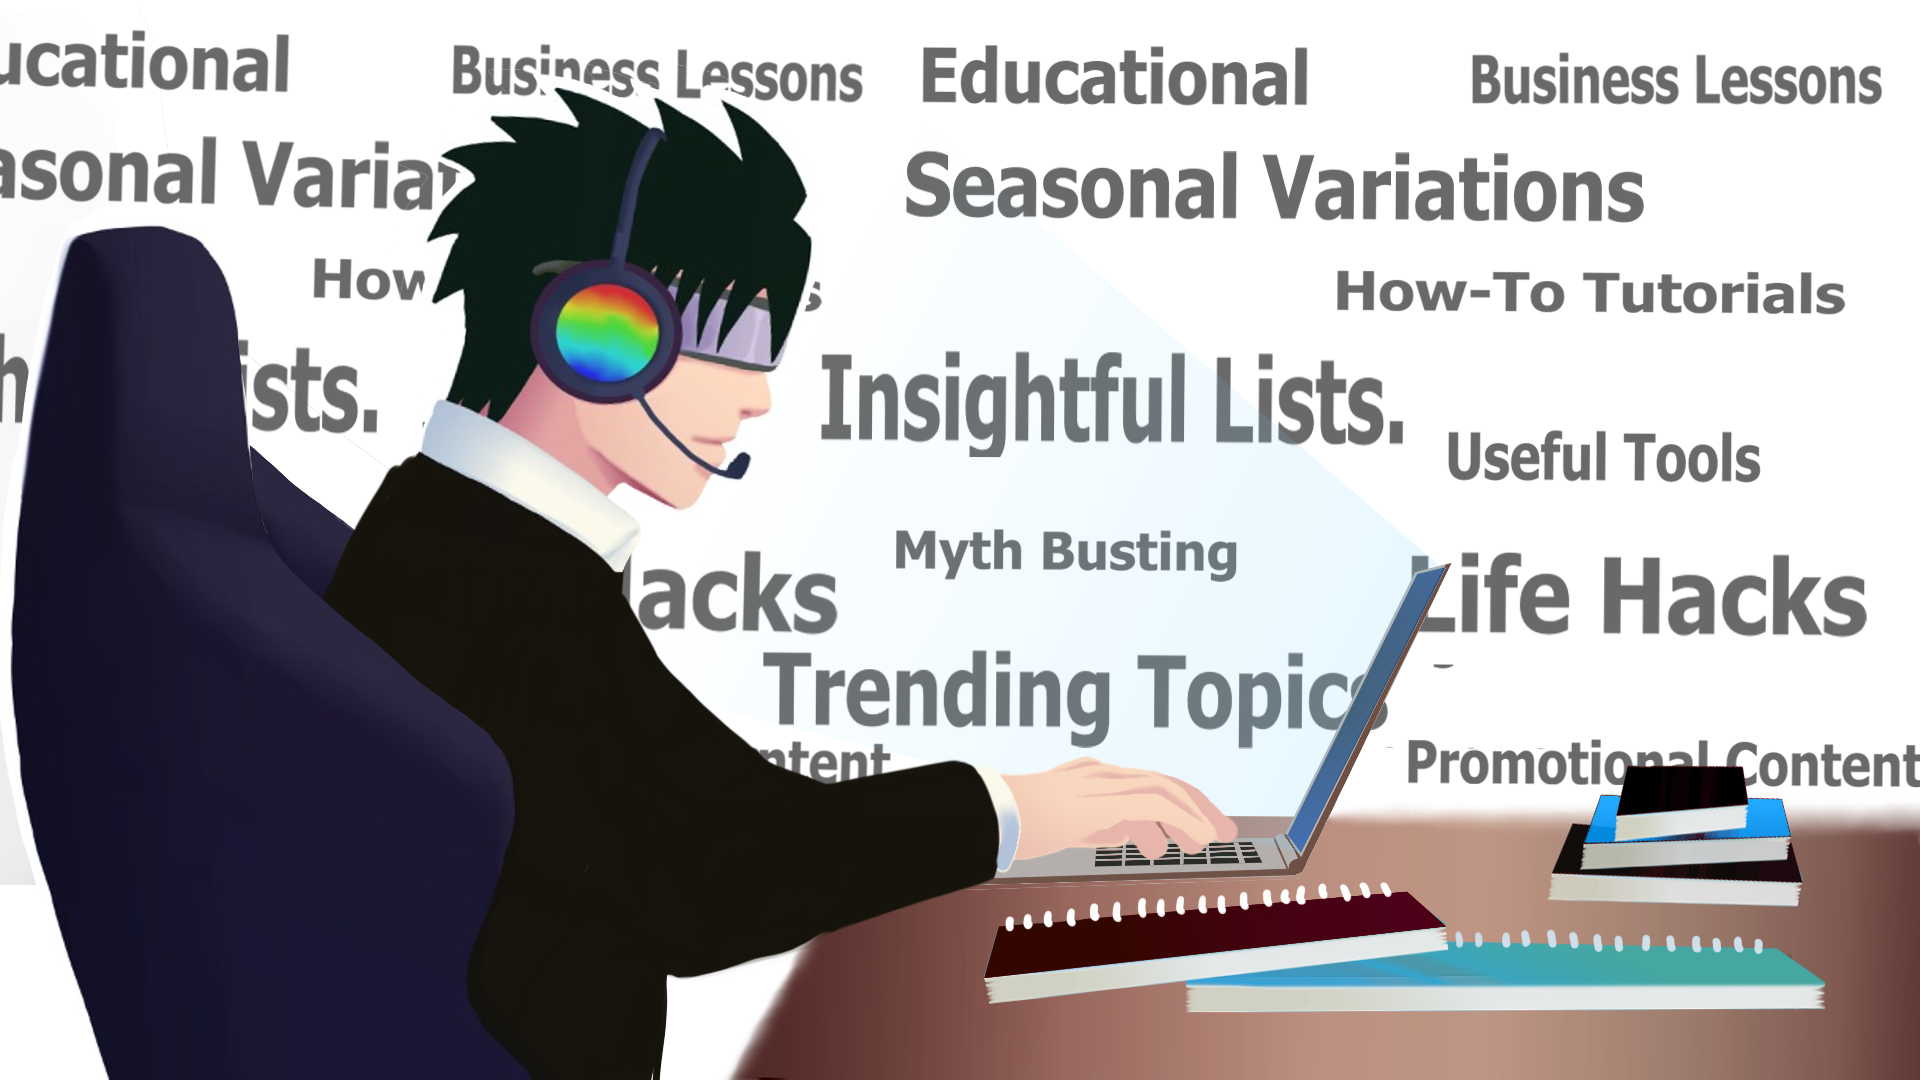 ucational Business Lessons Educational Business Lessons
asonal Variat Seasonal Variations
How s How-To Tutorials
h ists. Insightful Lists.
Useful Tools
Myth Busting
acks Life Hacks
Trending Topics
ntent Promotional Content